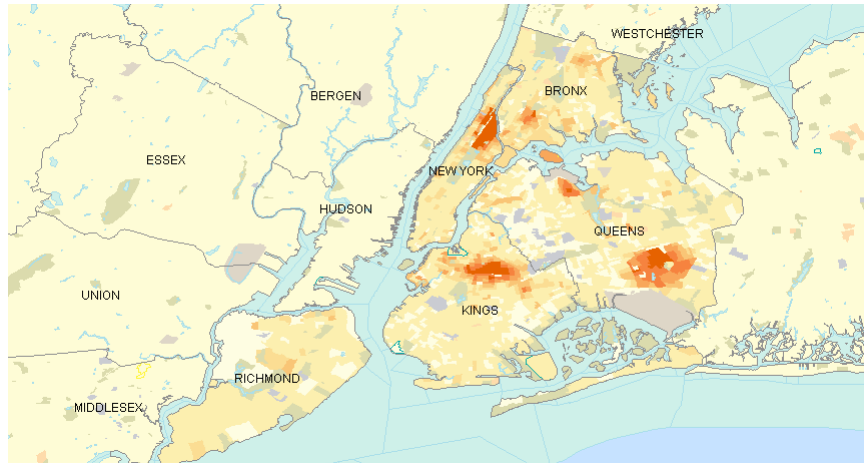 WESTCHESTER
BRONX
BERGEN
ESSEX
NEW YORK
HUDSON
QUEENS
UNION
KINGS
RICHMOND
MIDDLESEX